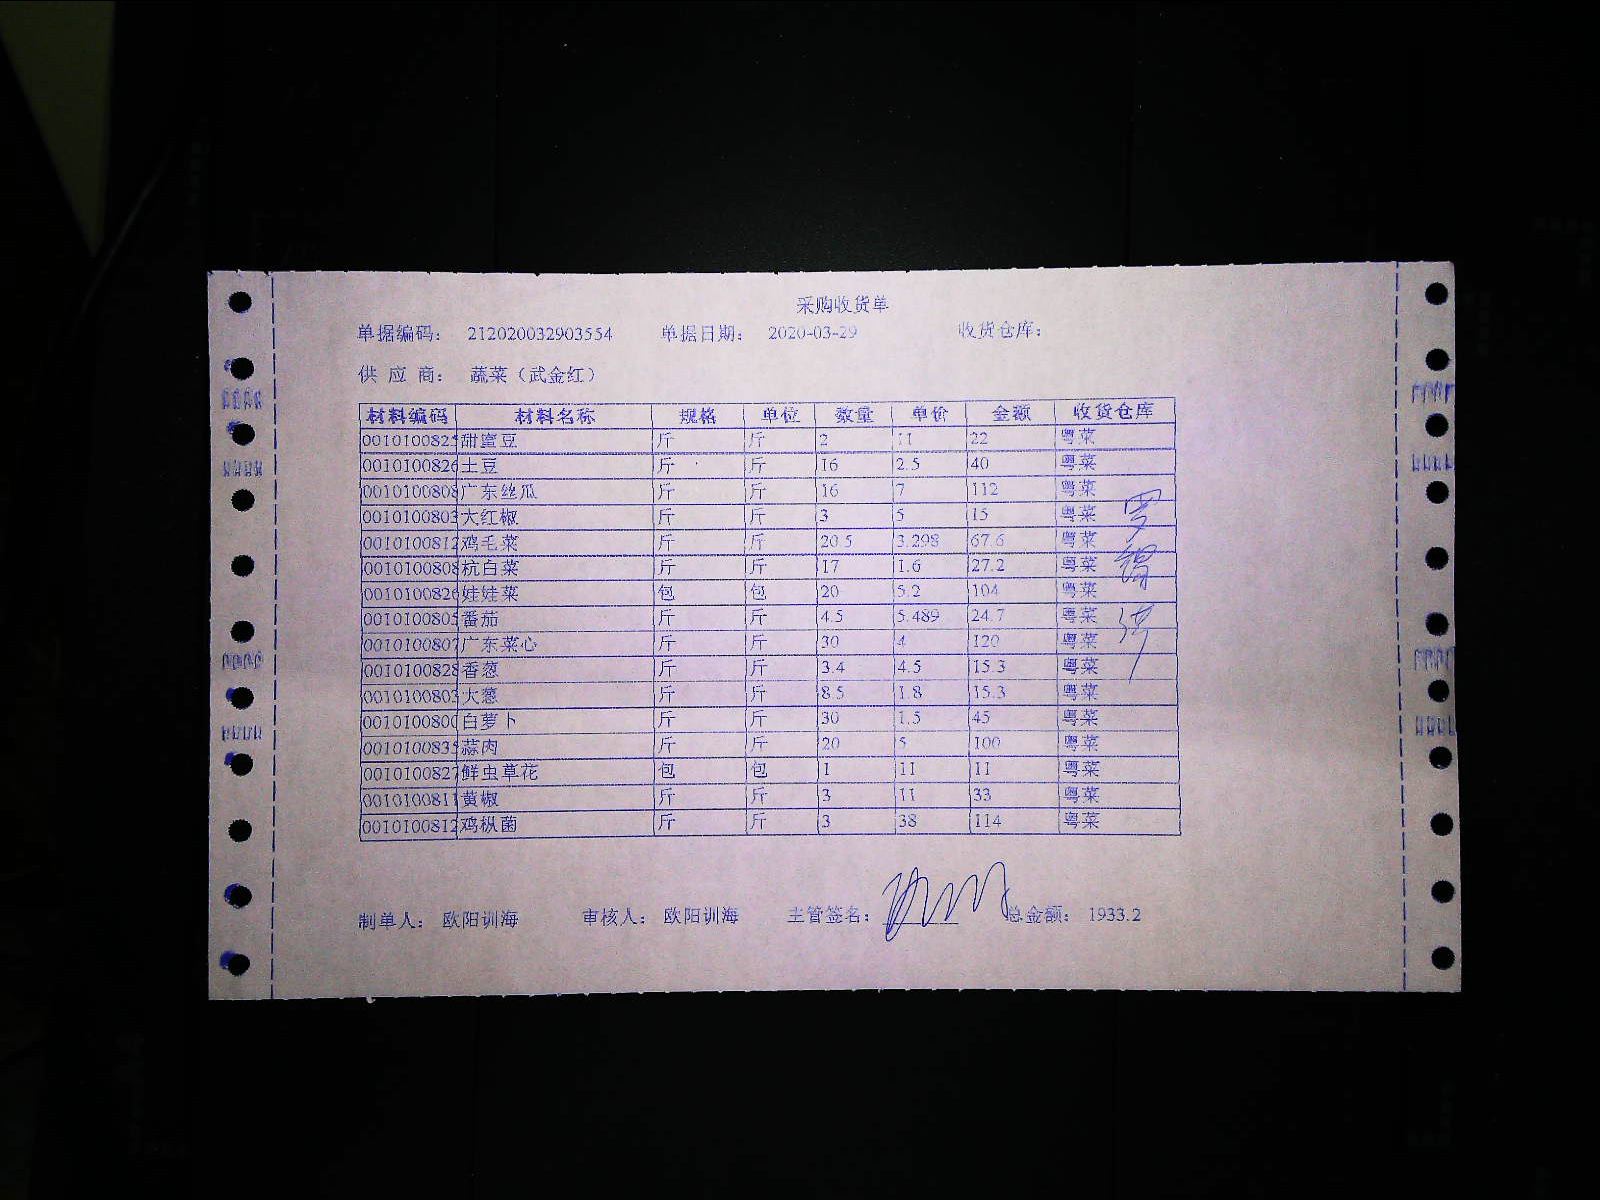 采购收货单
单据编码： 212020032903554 单据日期： 2020-03-29 收货仓库：
供 应 商： 蔬菜（武金红）
材料编码 材料名称 规格 单位 数量 单价 金额 收货仓库
0010100825 甜蜜豆 斤 斤 2 11 22 粤菜
0010100826 土豆 斤 斤 16 2.5 40 粤菜
0010100808 广东丝瓜 斤 斤 16 7 112 粤菜
0010100803 大红椒 斤 斤 3 5 15 粤菜
0010100812 鸡毛菜 斤 斤 20.5 3.298 67.6 粤菜
0010100808 杭白菜 斤 斤 17 1.6 27.2 粤菜
0010100826 娃娃菜 包 包 20 5.2 104 粤菜
0010100805 番茄 斤 斤 4.5 5.489 24.7 粤菜
0010100807 广东菜心 斤 斤 30 4 120 粤菜
0010100828 香葱 斤 斤 3.4 4.5 15.3 粤菜
0010100803 大葱 斤 斤 8.5 1.8 15.3 粤菜
0010100800 白萝卜 斤 斤 30 1.5 45 粤菜
0010100835 蒜肉 斤 斤 20 5 100 粤菜
0010100827 鲜虫草花 包 包 1 11 11 粤菜
0010100811 黄椒 斤 斤 3 11 33 粤菜
0010100812 鸡枞菌 斤 斤 3 38 114 粤菜
制单人： 欧阳训海 审核人： 欧阳训海 主管签名： 总金额： 1933.2